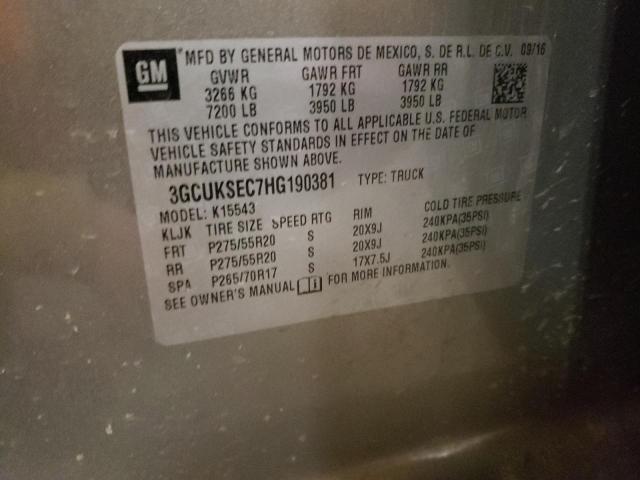 GM
*MFD BY GENERAL MOTORS DE MEXICO, S. DE R.L. DE C.V. 09/16
GVWR GAWR FRT GAWR RR
3266 KG 1792 KG 1792 KG
7200 LB 3950 LB 3950 LB
THIS VEHICLE CONFORMS TO ALL APPLICABLE U.S. FEDERAL MOTOR
VEHICLE SAFETY STANDARDS IN EFFECT ON THE DATE OF
MANUFACTURE SHOWN ABOVE.
3GCUKSEC7HG190381 TYPE: TRUCK
MODEL: K15543
KLJK TIRE SIZE SPEED RTG RIM COLD TIRE PRESSURE
FRT P275/55R20 S 20X9J 240KPA(35PSI)
RR P275/55R20 S 20X9J 240KPA(35PSI)
SPA P265/70R17 S 17X7.5J 240KPA(35PSI)
SEE OWNER'S MANUAL i FOR MORE INFORMATION.